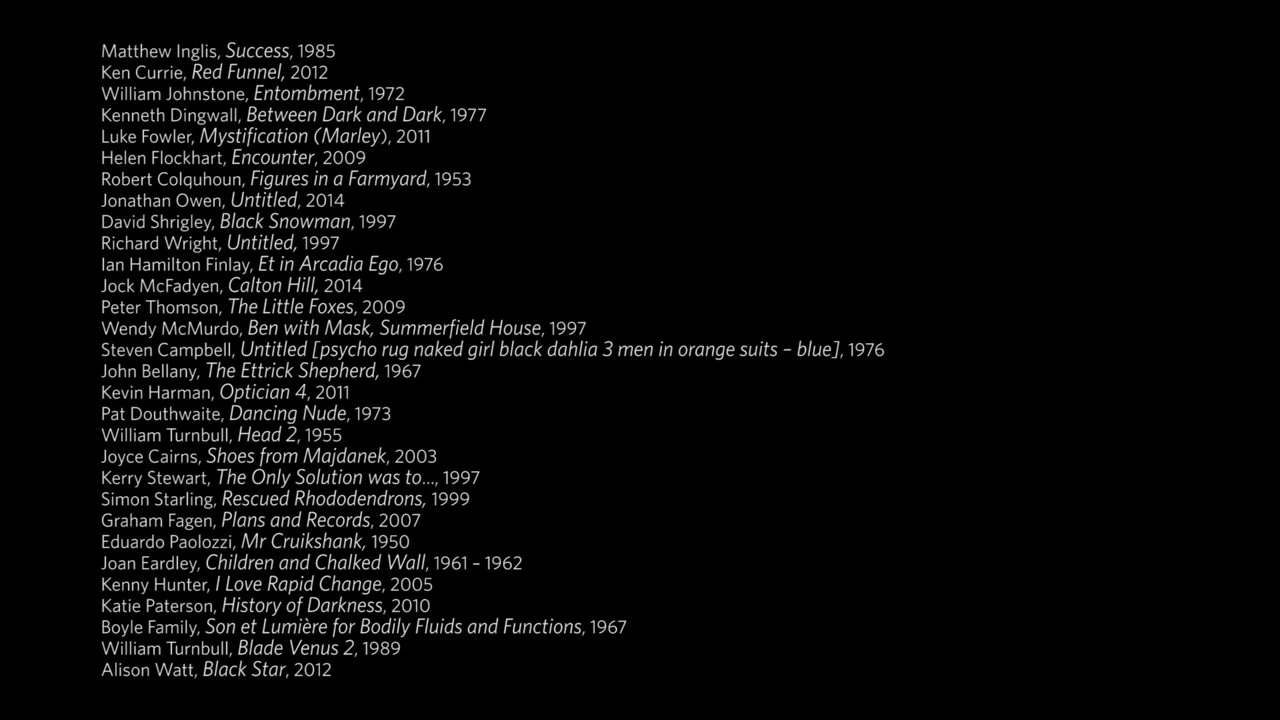 Matthew Inglis, Success, 1985
Ken Currie, Red Funnel, 2012
William Johnstone, Entombment, 1972
Kenneth Dingwall, Between Dark and Dark, 1977
Luke Fowler, Mystification (Marley), 2011
Helen Flockhart, Encounter, 2009
Robert Colquhoun, Figures in a Farmyard, 1953
Jonathan Owen, Untitled, 2014
David Shrigley, Black Snowman, 1997
Richard Wright, Untitled, 1997
Ian Hamilton Finlay, Et in Arcadia Ego, 1976
Jock McFadyen, Calton Hill, 2014
Peter Thomson, The Little Foxes, 2009
Wendy McMurdo, Ben with Mask, Summerfield House, 1997
Steven Campbell, Untitled [psycho rug naked girl black dahlia 3 men in orange suits – blue], 1976
John Bellany, The Ettrick Shepherd, 1967
Kevin Harman, Optician 4, 2011
Pat Douthwaite, Dancing Nude, 1973
William Turnbull, Head 2, 1955
Joyce Cairns, Shoes from Majdanek, 2003
Kerry Stewart, The Only Solution was to..., 1997
Simon Starling, Rescued Rhododendrons, 1999
Graham Fagen, Plans and Records, 2007
Eduardo Paolozzi, Mr Cruikshank, 1950
Joan Eardley, Children and Chalked Wall, 1961 – 1962
Kenny Hunter, I Love Rapid Change, 2005
Katie Paterson, History of Darkness, 2010
Boyle Family, Son et Lumière for Bodily Fluids and Functions, 1967
William Turnbull, Blade Venus 2, 1989
Alison Watt, Black Star, 2012